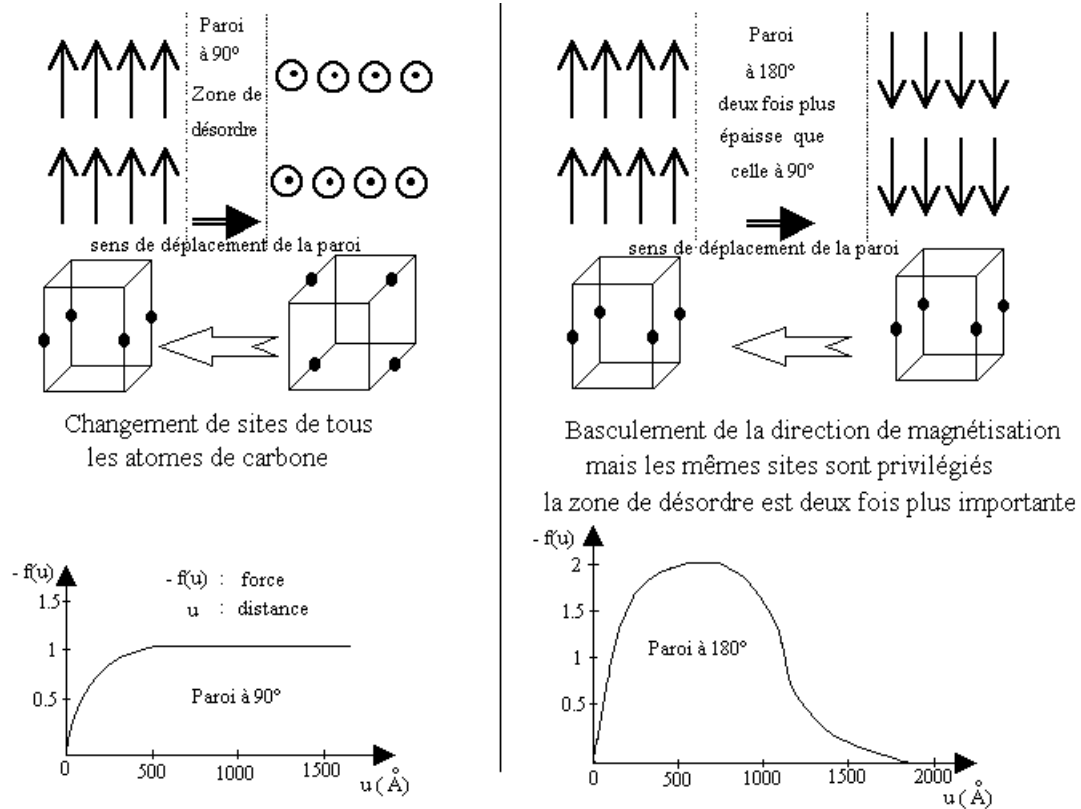 Paroi
à 90°
Zone de
désordre
sens de déplacement de la paroi
Changement de sites de tous
les atomes de carbone
- f(u)
- f(u) : force
u : distance
1.5
1
0.5
Paroi à 90°
0
500
1000
1500
u ( Å)
Paroi
à 180°
deux fois plus
épaisse que
celle à 90°
sens de déplacement de la paroi
Basculement de la direction de magnétisation
mais les mêmes sites sont privilégiés
la zone de désordre est deux fois plus importante
- f(u)
2
1.5
1
0.5
Paroi à 180°
0
500
1000
1500
2000
u (Å)